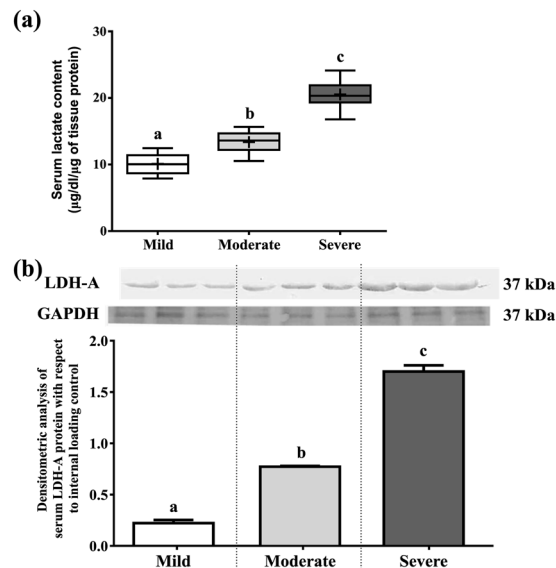 (a)
Serum lactate content
(µg/dl/µg of tissue protein)
30
20
10
0
a
b
c
Mild Moderate Severe
(b)
LDH-A 37 kDa
GAPDH 37 kDa
Densitometric analysis of
serum LDH-A protein with respect
to internal loading control
2.0
1.5
1.0
0.5
0.0
a
b
c
Mild Moderate Severe